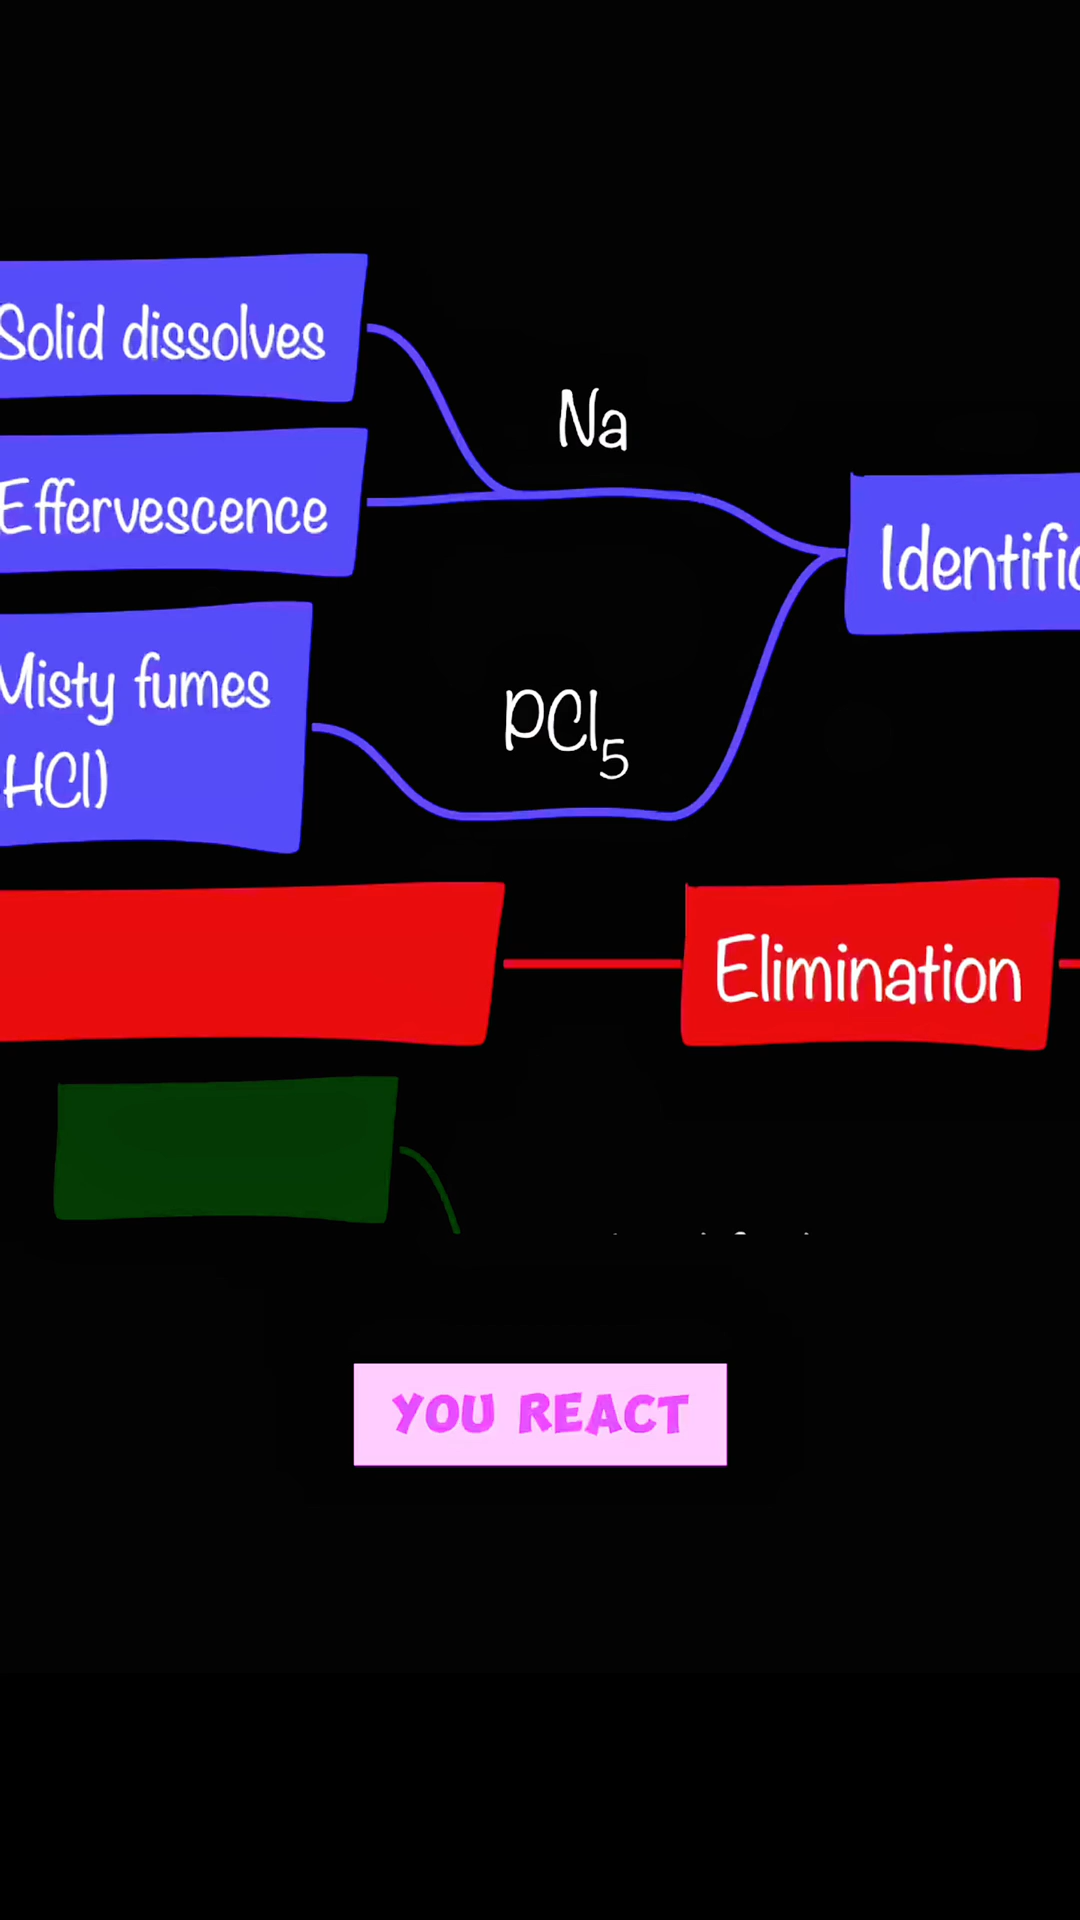 Solid dissolves
Na
Effervescence
Identific
Misty fumes
HCl)
PCl₅
Elimination
YOU REACT